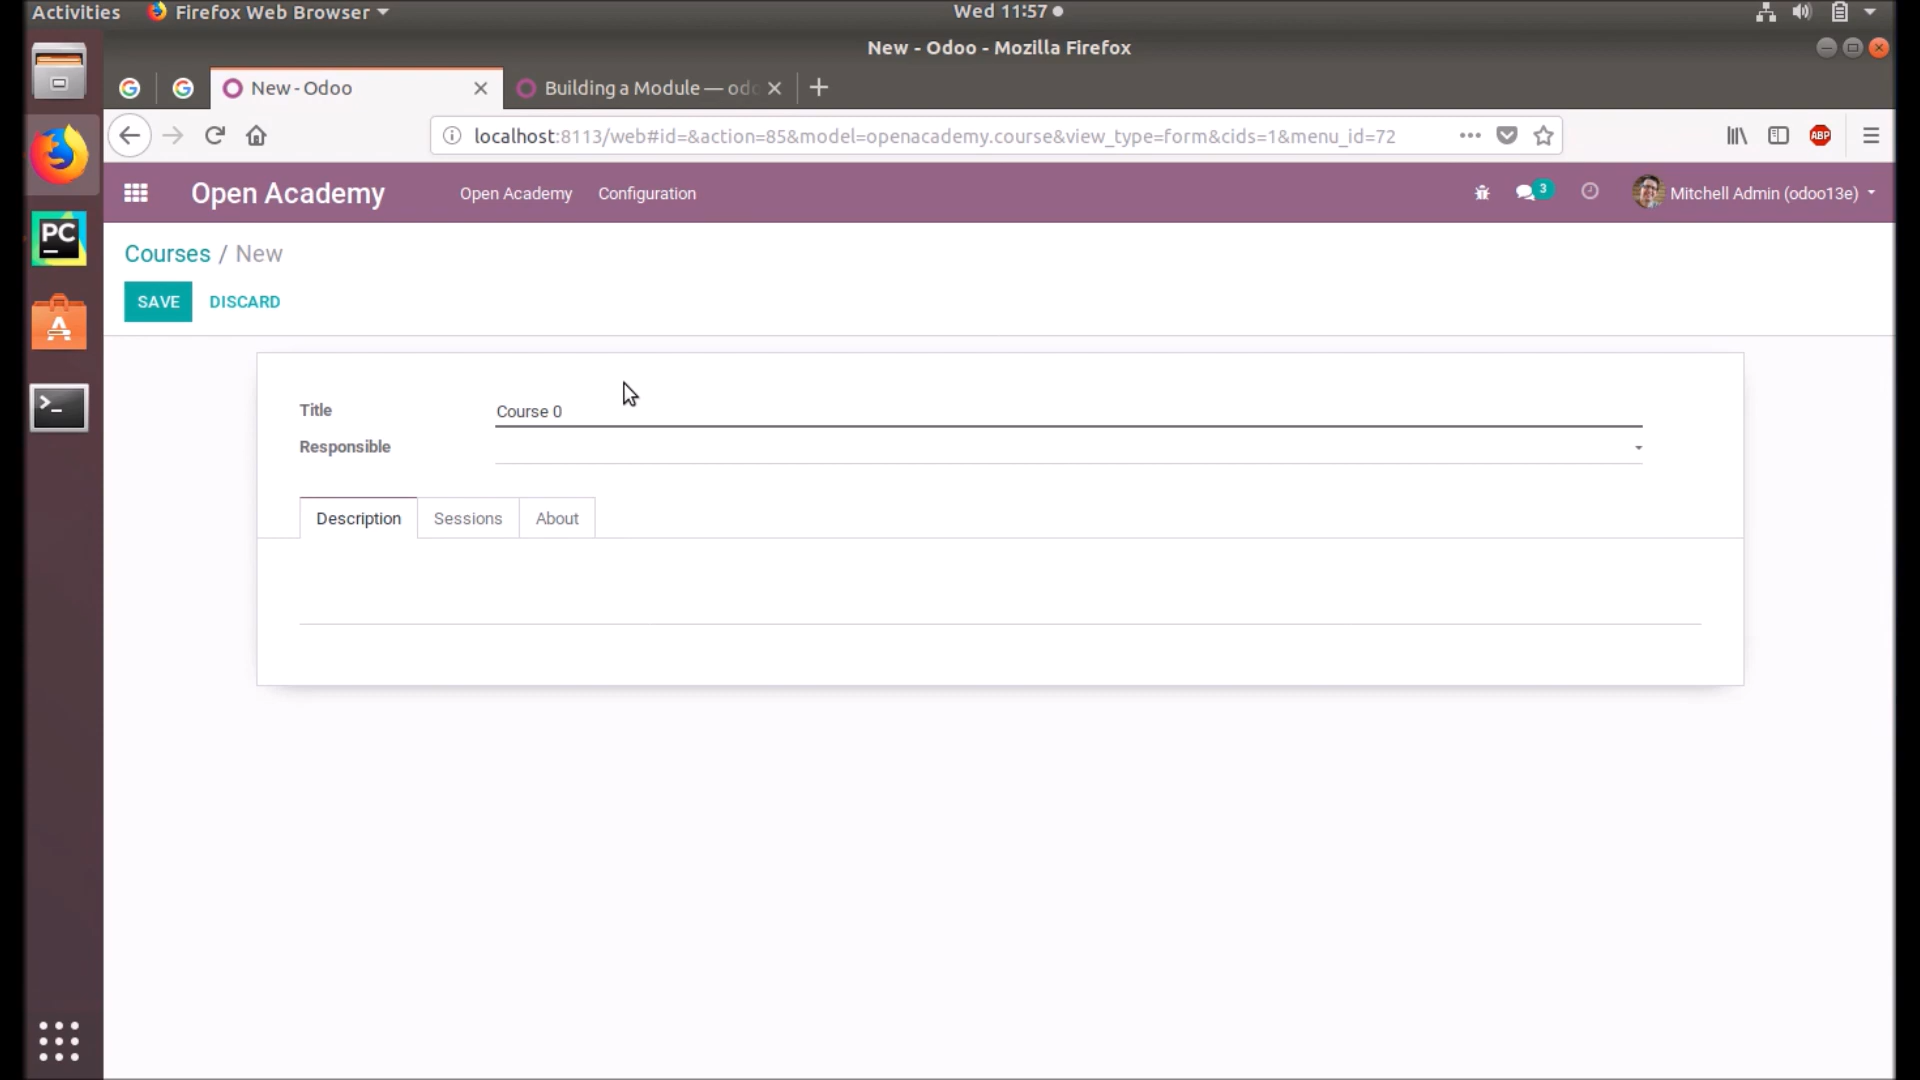 Activities Firefox Web Browser Wed 11:57
New - Odoo - Mozilla Firefox
New - Odoo Building a Module — odo
localhost:8113/web#id=&action=85&model=openacademy.course&view_type=form&cids=1&menu_id=72 ABP
Open Academy Open Academy Configuration 3 Mitchell Admin (odoo13e)
PC
Courses / New
SAVE DISCARD
Title Course 0
Responsible
Description Sessions About